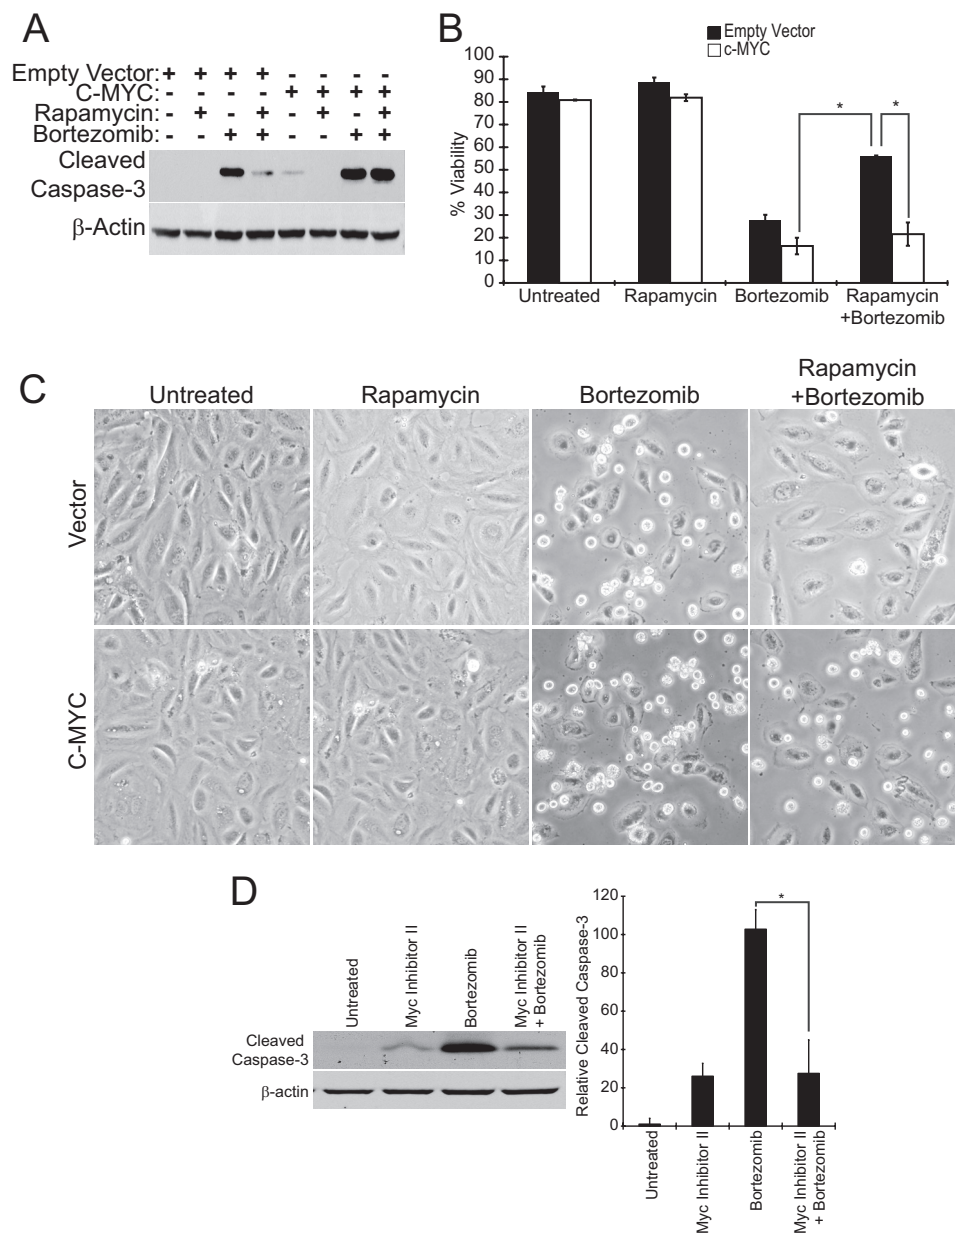 A
Empty Vector: + + + + - - - -
C-MYC: - - - - + + + +
Rapamycin: - + - + - + - +
Bortezomib: - - + + - - + +
Cleaved
Caspase-3
β-Actin
B
Empty Vector
c-MYC
% Viability
100
90
80
70
60
50
40
30
20
10
0
* *
Untreated Rapamycin Bortezomib Rapamycin
+Bortezomib
C
Untreated Rapamycin Bortezomib Rapamycin
+Bortezomib
Vector
C-MYC
D
Untreated
Myc Inhibitor II
Bortezomib
Myc Inhibitor II
+ Bortezomib
Cleaved
Caspase-3
β-actin
Relative Cleaved Caspase-3
120
100
80
60
40
20
0
*
Untreated
Myc Inhibitor II
Bortezomib
Myc Inhibitor II
+ Bortezomib